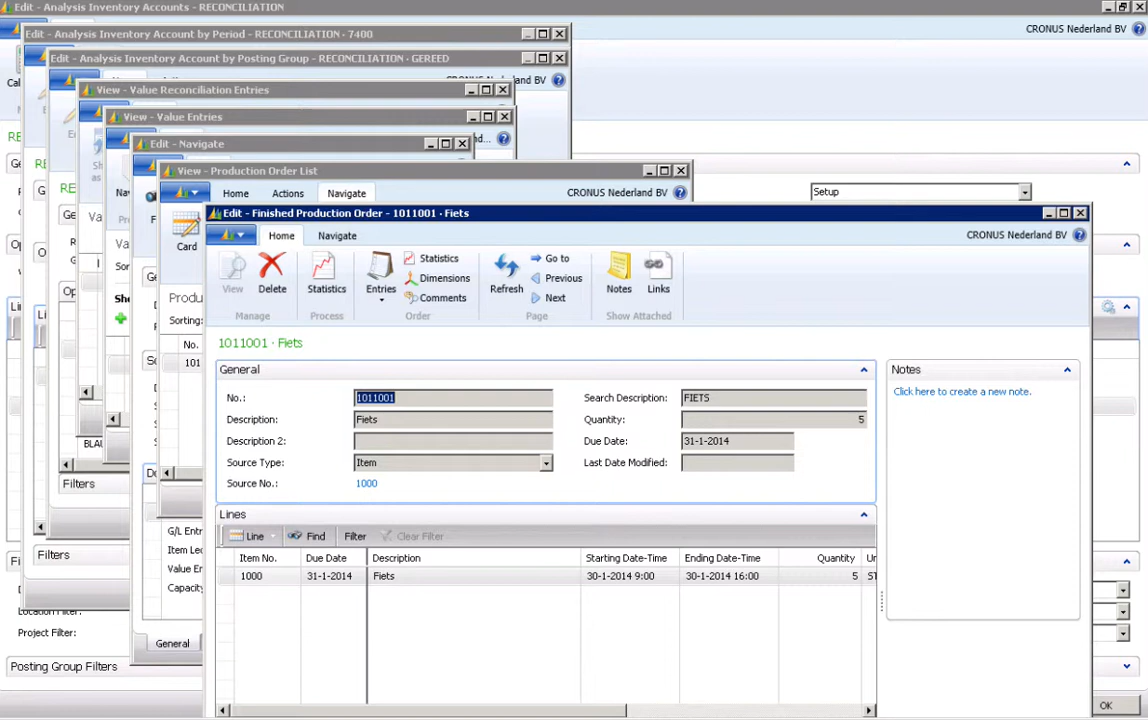 Edit - Analysis Inventory Accounts - RECONCILIATION
CRONUS Nederland BV
Edit - Analysis Inventory Account by Period - RECONCILIATION · 7400
Edit - Analysis Inventory Account by Posting Group - RECONCILIATION · GEREED
View - Value Reconciliation Entries
View - Value Entries
Edit - Navigate
View - Production Order List
Home Actions Navigate CRONUS Nederland BV
Setup
Card
Sorting:
No.
Edit - Finished Production Order - 1011001 · Fiets
Home Navigate CRONUS Nederland BV
View Delete Statistics Entries Statistics Dimensions Comments Refresh Go to Previous Next Notes Links
Manage Process Order Page Show Attached
1011001 · Fiets
General
No.: 1011001 Search Description: FIETS
Description: Fiets Quantity: 5
Description 2: Due Date: 31-1-2014
Source Type: Item Last Date Modified:
Source No.: 1000
Notes
Click here to create a new note.
Lines
Line Find Filter Clear Filter
Item No. Due Date Description Starting Date-Time Ending Date-Time Quantity
1000 31-1-2014 Fiets 30-1-2014 9:00 30-1-2014 16:00 5
Filters
Filters
G/L Entr
Item Lec
Value En
Capacity
General
Location Filter:
Project Filter:
Posting Group Filters
OK